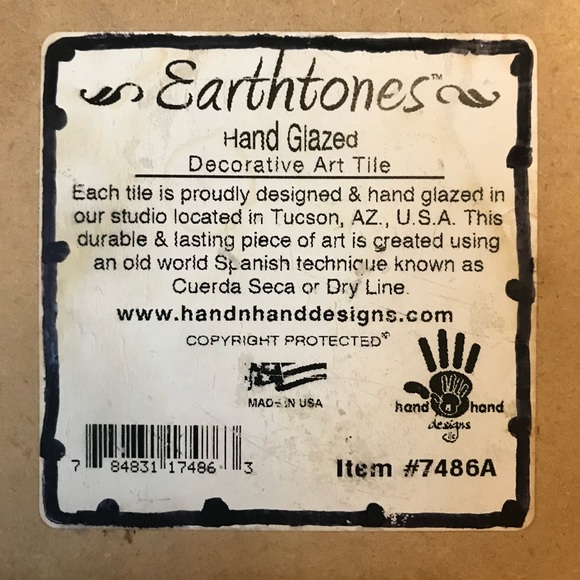 Earthtones™
Hand Glazed
Decorative Art Tile
Each tile is proudly designed & hand glazed in
our studio located in Tucson, AZ., U.S.A. This
durable & lasting piece of art is created using
an old world Spanish technique known as
Cuerda Seca or Dry Line.
www.handnhanddesigns.com
COPYRIGHT PROTECTED
MADE IN USA
hand n hand
designs
llc
7 84831 17486 3
Item #7486A